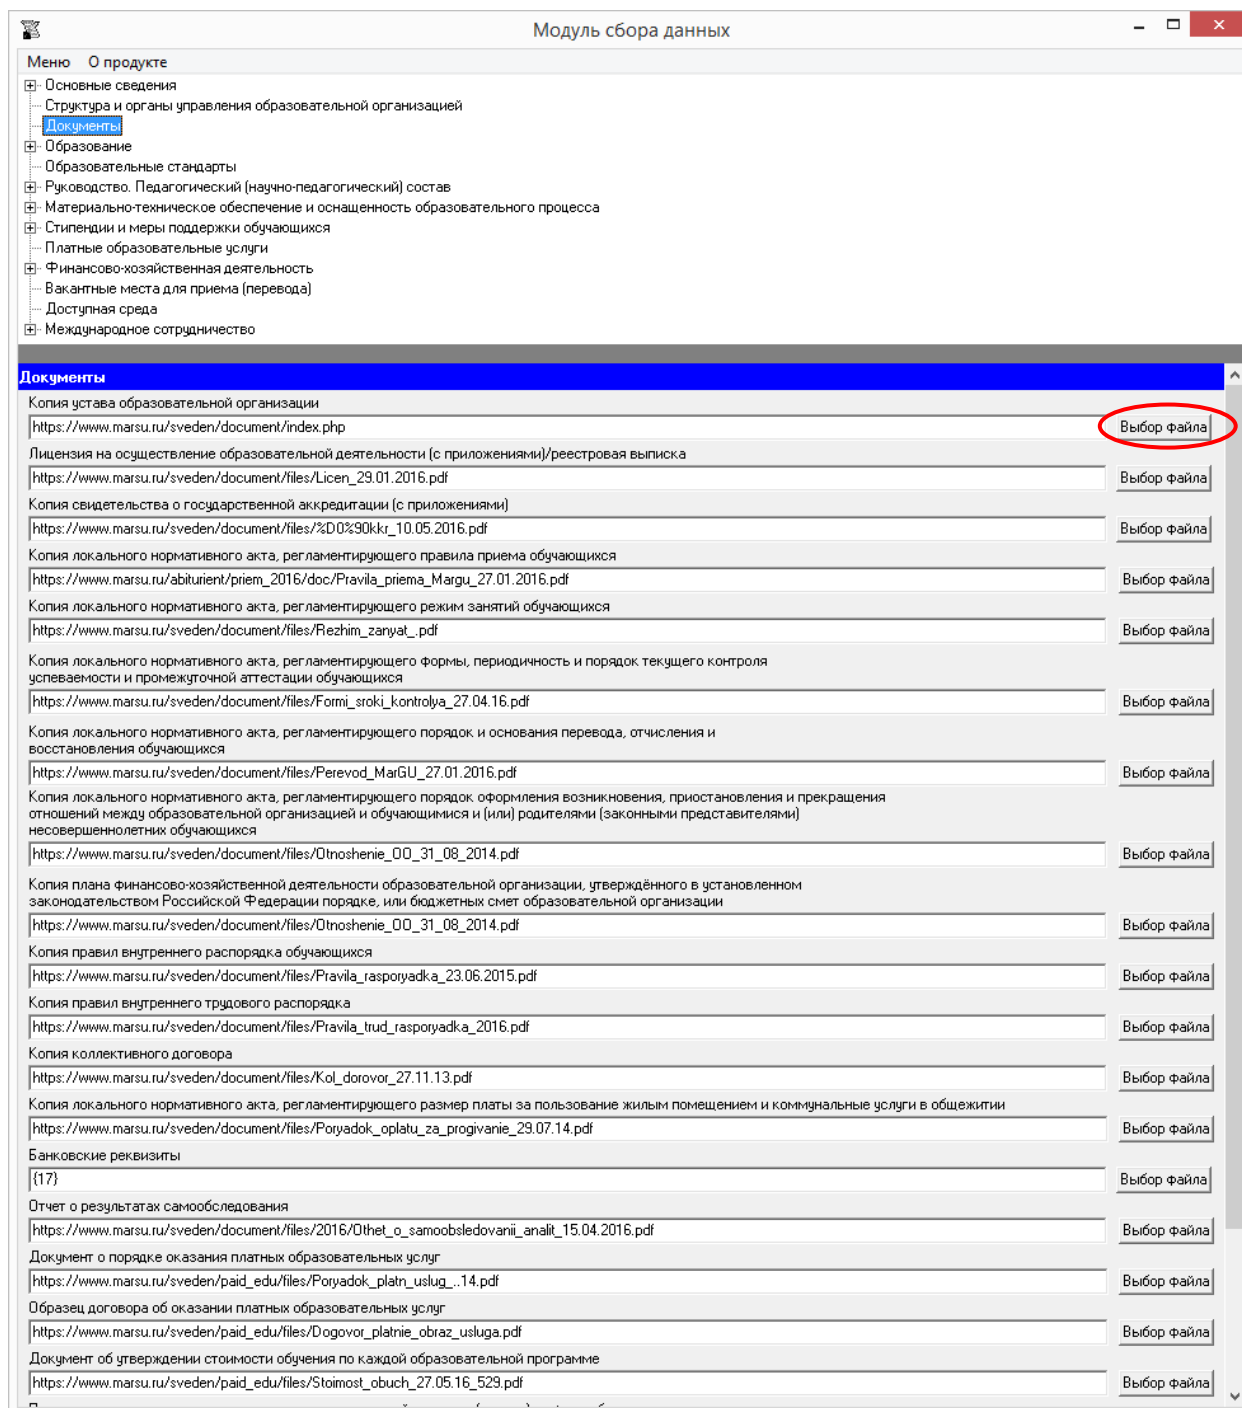 Модуль сбора данных
Меню О продукте
Основные сведения
Структура и органы управления образовательной организацией
Документы
Образование
Образовательные стандарты
Руководство. Педагогический (научно-педагогический) состав
Материально-техническое обеспечение и оснащенность образовательного процесса
Стипендии и меры поддержки обучающихся
Платные образовательные услуги
Финансово-хозяйственная деятельность
Вакантные места для приема (перевода)
Доступная среда
Международное сотрудничество
Документы
Копия устава образовательной организации
https://www.marsu.ru/sveden/document/index.php Выбор файла
Лицензия на осуществление образовательной деятельности (с приложениями)/реестровая выписка
https://www.marsu.ru/sveden/document/files/Licen_29.01.2016.pdf Выбор файла
Копия свидетельства о государственной аккредитации (с приложениями)
https://www.marsu.ru/sveden/document/files/%D0%90kkr_10.05.2016.pdf Выбор файла
Копия локального нормативного акта, регламентирующего правила приема обучающихся
https://www.marsu.ru/abiturient/priem_2016/doc/Pravila_priema_Margu_27.01.2016.pdf Выбор файла
Копия локального нормативного акта, регламентирующего режим занятий обучающихся
https://www.marsu.ru/sveden/document/files/Rezhim_zanyat_.pdf Выбор файла
Копия локального нормативного акта, регламентирующего формы, периодичность и порядок текущего контроля
успеваемости и промежуточной аттестации обучающихся
https://www.marsu.ru/sveden/document/files/Formi_sroki_kontrolya_27.04.16.pdf Выбор файла
Копия локального нормативного акта, регламентирующего порядок и основания перевода, отчисления и
восстановления обучающихся
https://www.marsu.ru/sveden/document/files/Perevod_MarGU_27.01.2016.pdf Выбор файла
Копия локального нормативного акта, регламентирующего порядок оформления возникновения, приостановления и прекращения
отношений между образовательной организацией и обучающимися и (или) родителями (законными представителями)
несовершеннолетних обучающихся
https://www.marsu.ru/sveden/document/files/Otnoshenie_OO_31_08_2014.pdf Выбор файла
Копия плана финансово-хозяйственной деятельности образовательной организации, утверждённого в установленном
законодательством Российской Федерации порядке, или бюджетных смет образовательной организации
https://www.marsu.ru/sveden/document/files/Otnoshenie_OO_31_08_2014.pdf Выбор файла
Копия правил внутреннего распорядка обучающихся
https://www.marsu.ru/sveden/document/files/Pravila_rasporyadka_23.06.2015.pdf Выбор файла
Копия правил внутреннего трудового распорядка
https://www.marsu.ru/sveden/document/files/Pravila_trud_rasporyadka_2016.pdf Выбор файла
Копия коллективного договора
https://www.marsu.ru/sveden/document/files/Kol_dorovor_27.11.13.pdf Выбор файла
Копия локального нормативного акта, регламентирующего размер платы за пользование жилым помещением и коммунальные услуги в общежитии
https://www.marsu.ru/sveden/document/files/Poryadok_oplatu_za_progivanie_29.07.14.pdf Выбор файла
Банковские реквизиты
{17} Выбор файла
Отчет о результатах самообследования
https://www.marsu.ru/sveden/document/files/2016/Othet_o_samoobsledovanii_analit_15.04.2016.pdf Выбор файла
Документ о порядке оказания платных образовательных услуг
https://www.marsu.ru/sveden/paid_edu/files/Poryadok_platn_uslug_..14.pdf Выбор файла
Образец договора об оказании платных образовательных услуг
https://www.marsu.ru/sveden/paid_edu/files/Dogovor_platnie_obraz_usluga.pdf Выбор файла
Документ об утверждении стоимости обучения по каждой образовательной программе
https://www.marsu.ru/sveden/paid_edu/files/Stoimost_obuch_27.05.16_529.pdf Выбор файла